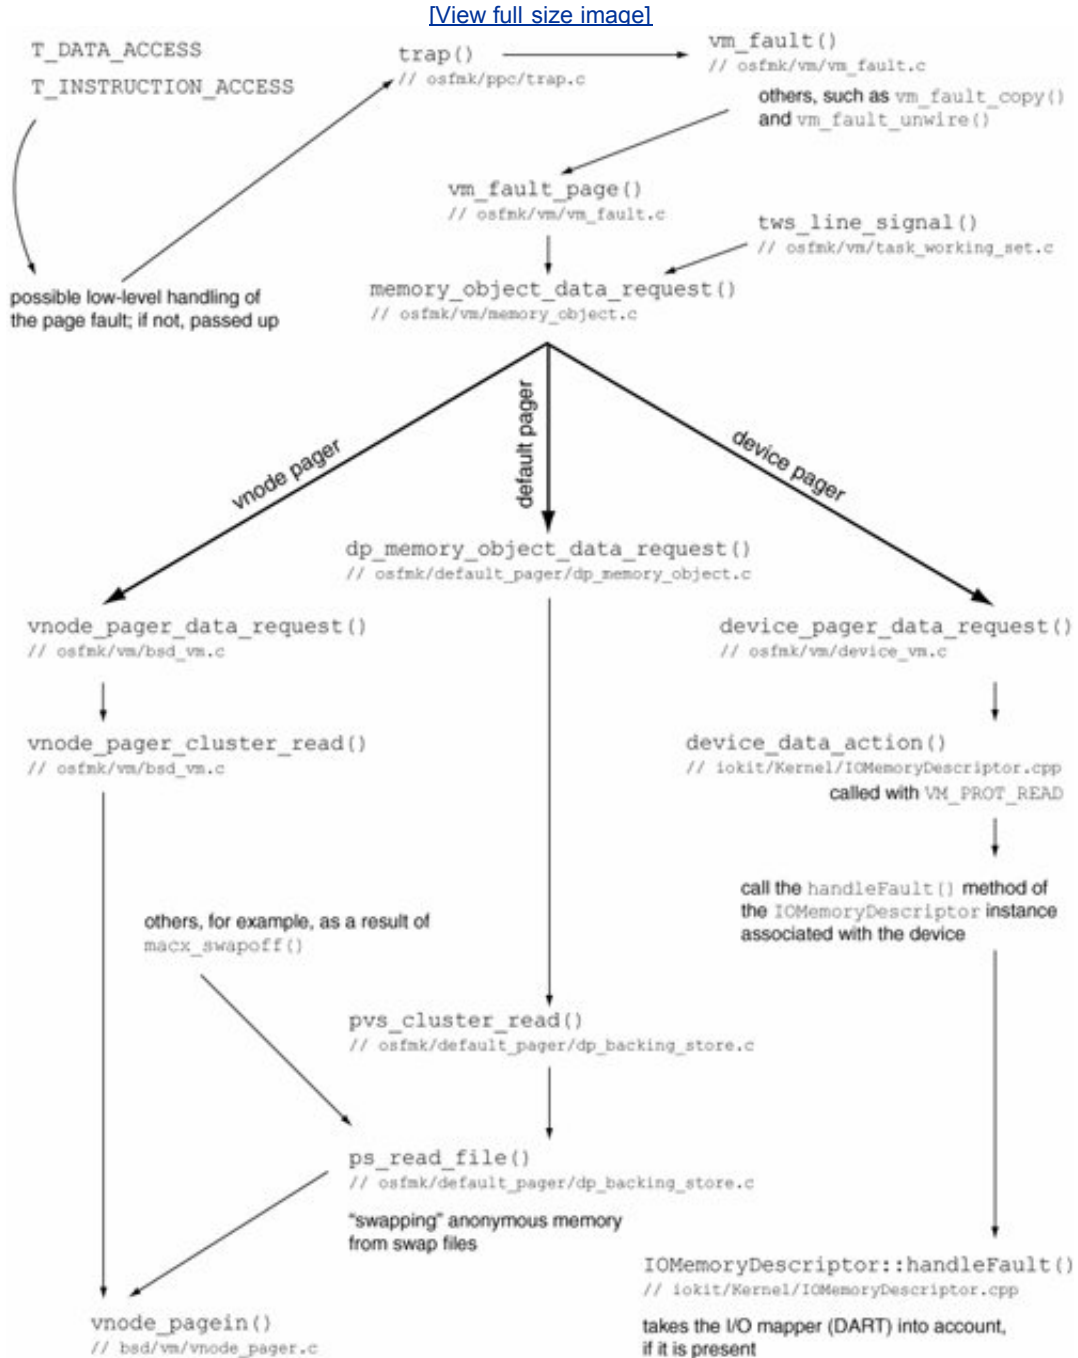 [View full size image]
T_DATA_ACCESS
T_INSTRUCTION_ACCESS
trap()
// osfmk/ppc/trap.c
vm_fault()
// osfmk/vm/vm_fault.c
others, such as vm_fault_copy()
and vm_fault_unwire()
vm_fault_page()
// osfmk/vm/vm_fault.c
tws_line_signal()
// osfmk/vm/task_working_set.c
possible low-level handling of
the page fault; if not, passed up
memory_object_data_request()
// osfmk/vm/memory_object.c
vnode pager
default pager
device pager
dp_memory_object_data_request()
// osfmk/default_pager/dp_memory_object.c
vnode_pager_data_request()
// osfmk/vm/bsd_vm.c
device_pager_data_request()
// osfmk/vm/device_vm.c
vnode_pager_cluster_read()
// osfmk/vm/bsd_vm.c
device_data_action()
// iokit/Kernel/IOMemoryDescriptor.cpp
called with VM_PROT_READ
call the handleFault() method of
the IOMemoryDescriptor instance
associated with the device
others, for example, as a result of
macx_swapoff()
pvs_cluster_read()
// osfmk/default_pager/dp_backing_store.c
ps_read_file()
// osfmk/default_pager/dp_backing_store.c
"swapping" anonymous memory
from swap files
IOMemoryDescriptor::handleFault()
// iokit/Kernel/IOMemoryDescriptor.cpp
takes the I/O mapper (DART) into account,
if it is present
vnode_pagein()
// bsd/vm/vnode_pager.c